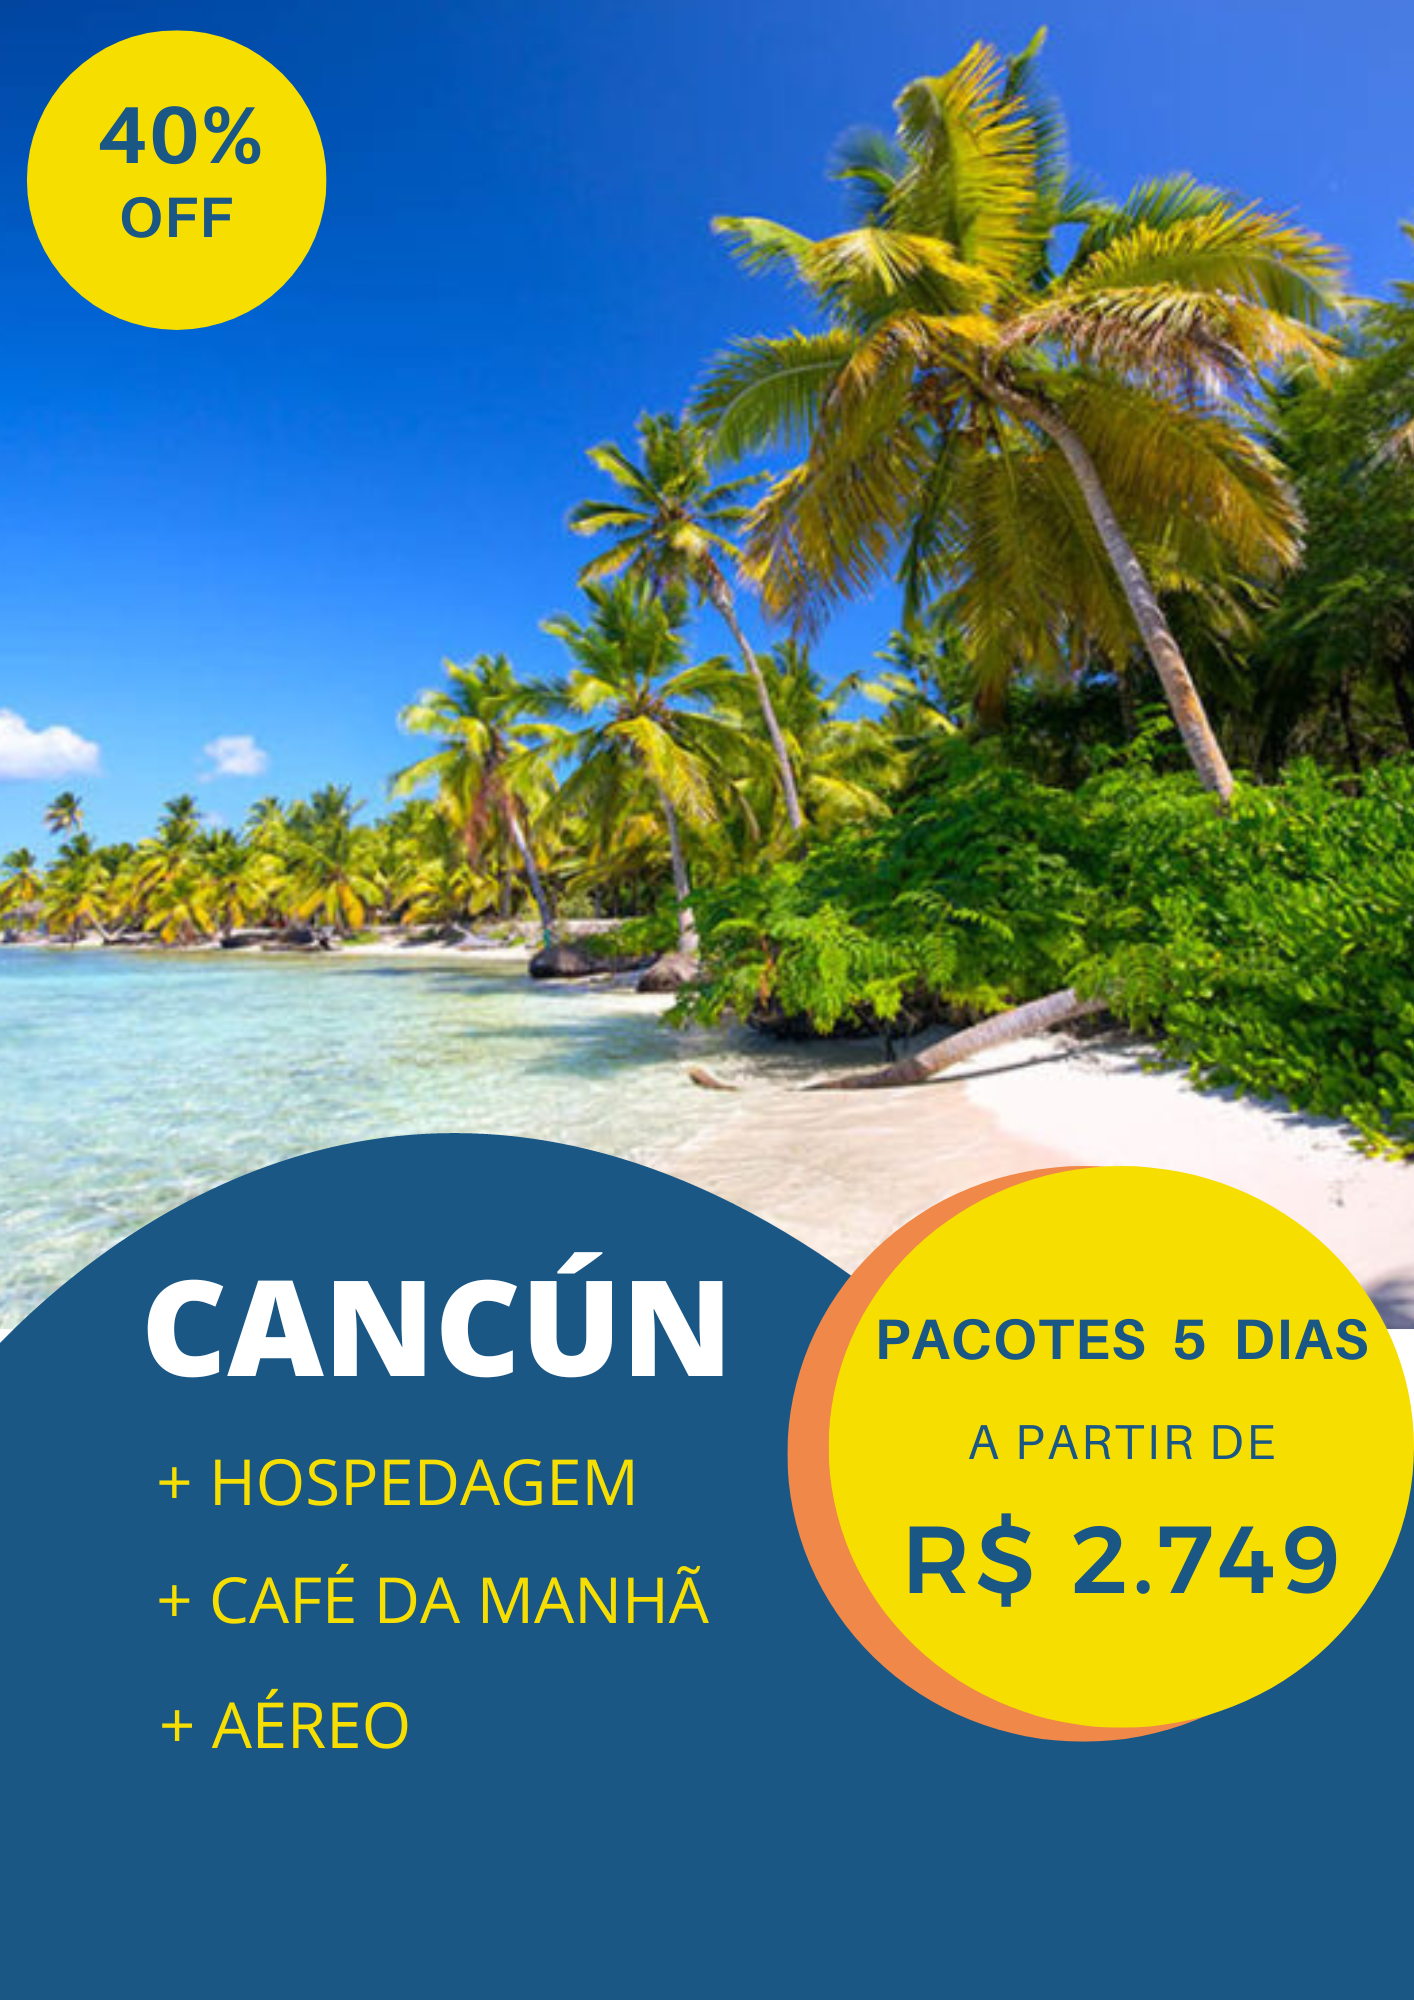 40%
OFF
CANCÚN
+ HOSPEDAGEM
+ CAFÉ DA MANHÃ
+ AÉREO
PACOTES 5 DIAS
A PARTIR DE
R$ 2.749